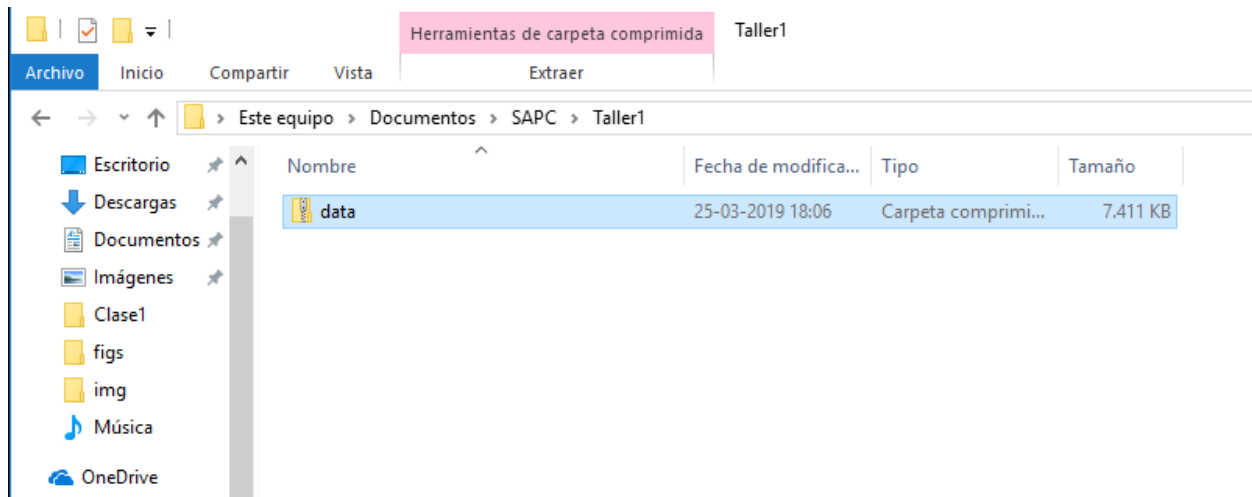 Herramientas de carpeta comprimida Taller1
Archivo Inicio Compartir Vista Extraer
Este equipo > Documentos > SAPC > Taller1
Nombre Fecha de modifica... Tipo Tamaño
data 25-03-2019 18:06 Carpeta comprimi... 7.411 KB
Escritorio
Descargas
Documentos
Imágenes
Clase1
figs
img
Música
OneDrive